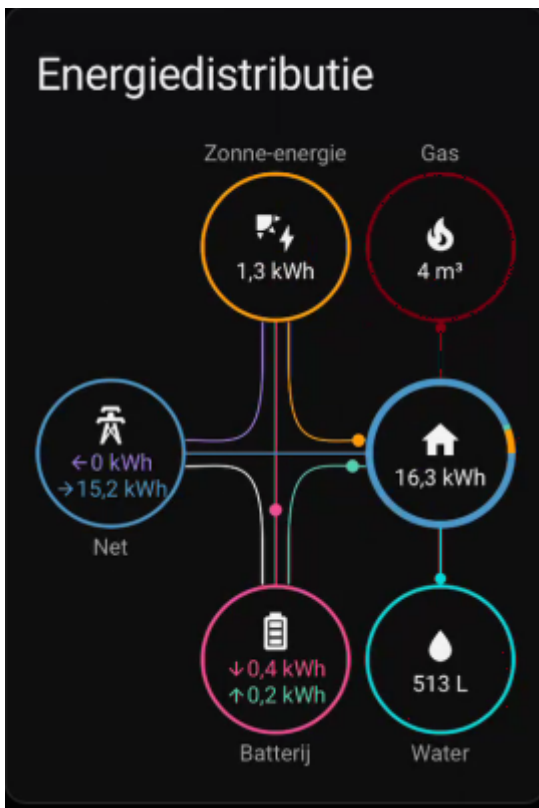 Energiedistributie
Zonne-energie
Gas
1,3 kWh
4 m³
←0 kWh
→15,2 kWh
16,3 kWh
Net
↓0,4 kWh
↑0,2 kWh
513 L
Batterij
Water